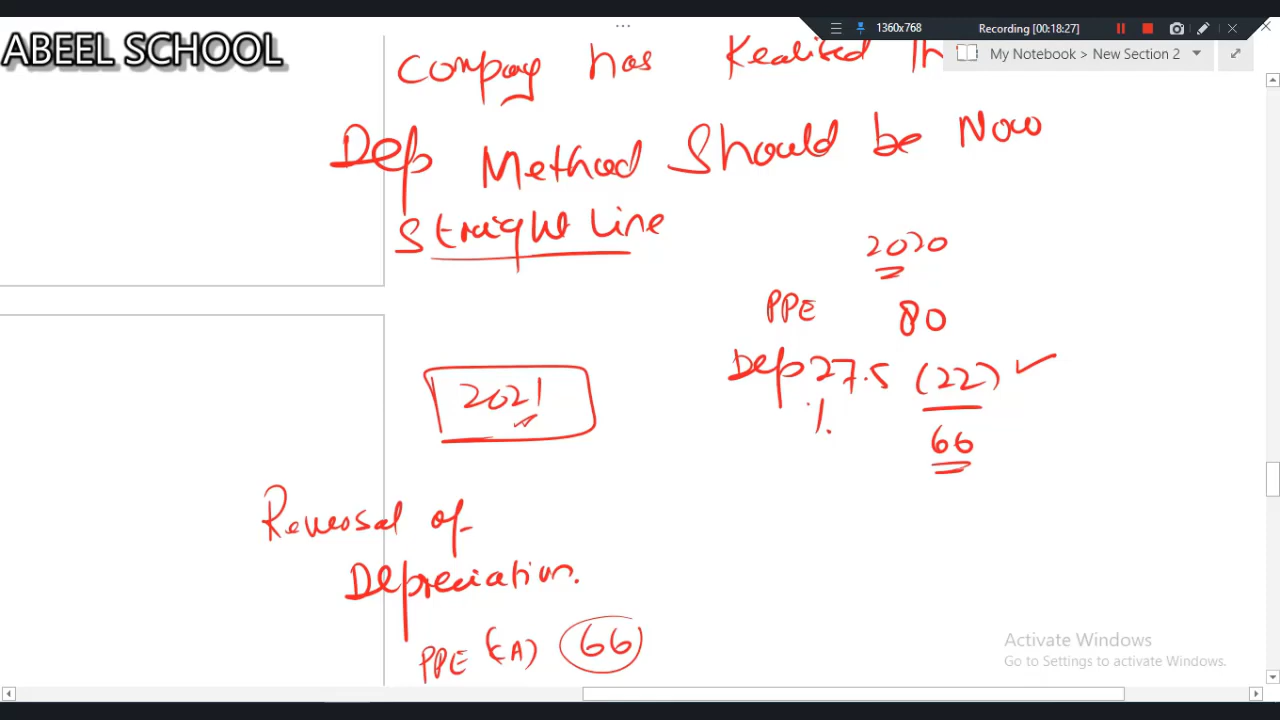 ABEEL SCHOOL
1360x768
Recording [00:18:27]
My Notebook > New Section 2
Company has Realised Th
Dep Method Should be Now
Straight Line
2020
PPE 80
Dep 27.5 (22)
%.
66
2021
Reversal of
Depreciation.
PPE (CA) 66
Activate Windows
Go to Settings to activate Windows.